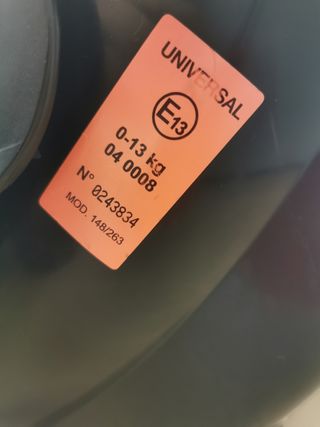 UNIVERSAL
E13
0-13 kg
04 0008
N° 0243834
MOD. 148/263